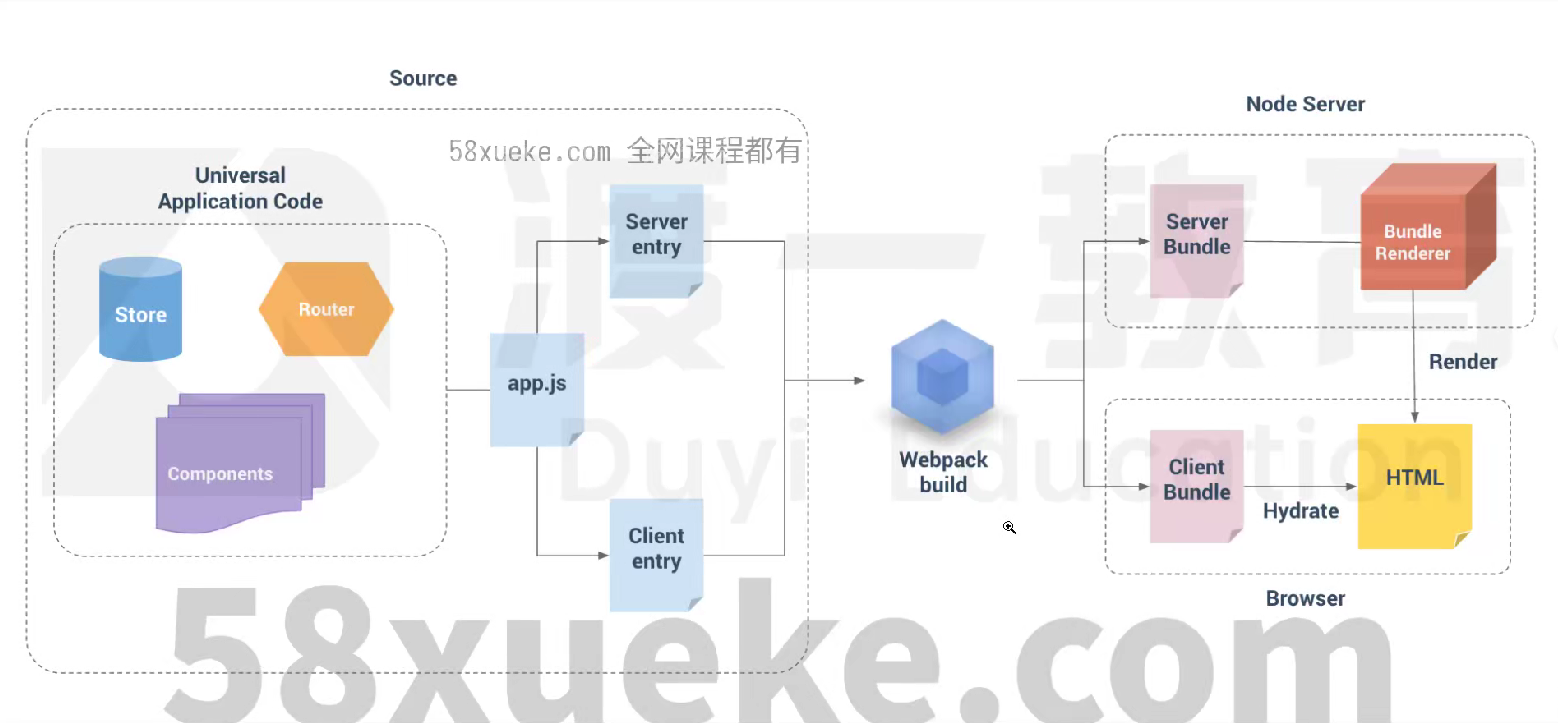 Source
Node Server
58xueke.com 全网课程都有
Universal
Application Code
Store
Router
Components
app.js
Server
entry
Client
entry
Webpack
build
Server
Bundle
Bundle
Renderer
Render
Client
Bundle
Hydrate
HTML
Browser
渡一教育
Duyi Education
58xueke.com